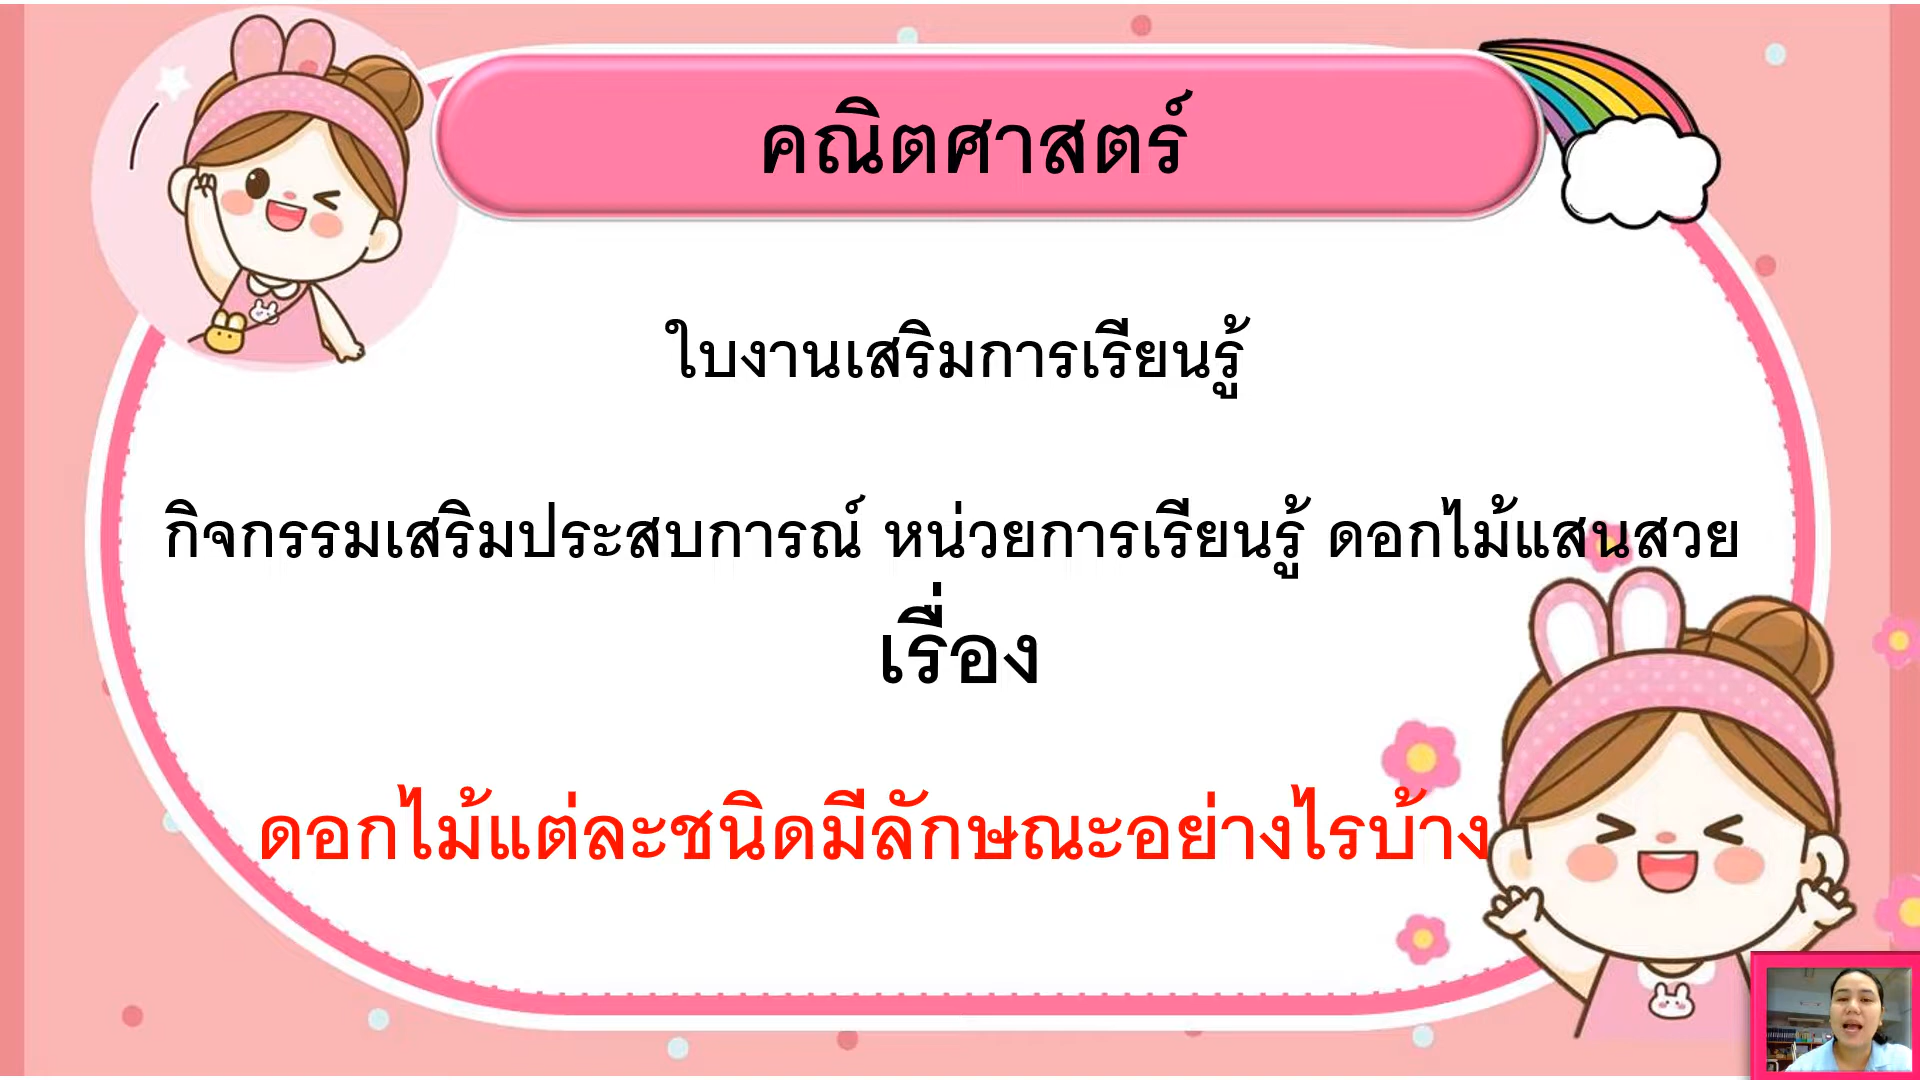 คณิตศาสตร์
ใบงานเสริมการเรียนรู้
กิจกรรมเสริมประสบการณ์ หน่วยการเรียนรู้ ดอกไม้แสนสวย
เรื่อง
ดอกไม้แต่ละชนิดมีลักษณะอย่างไรบ้าง